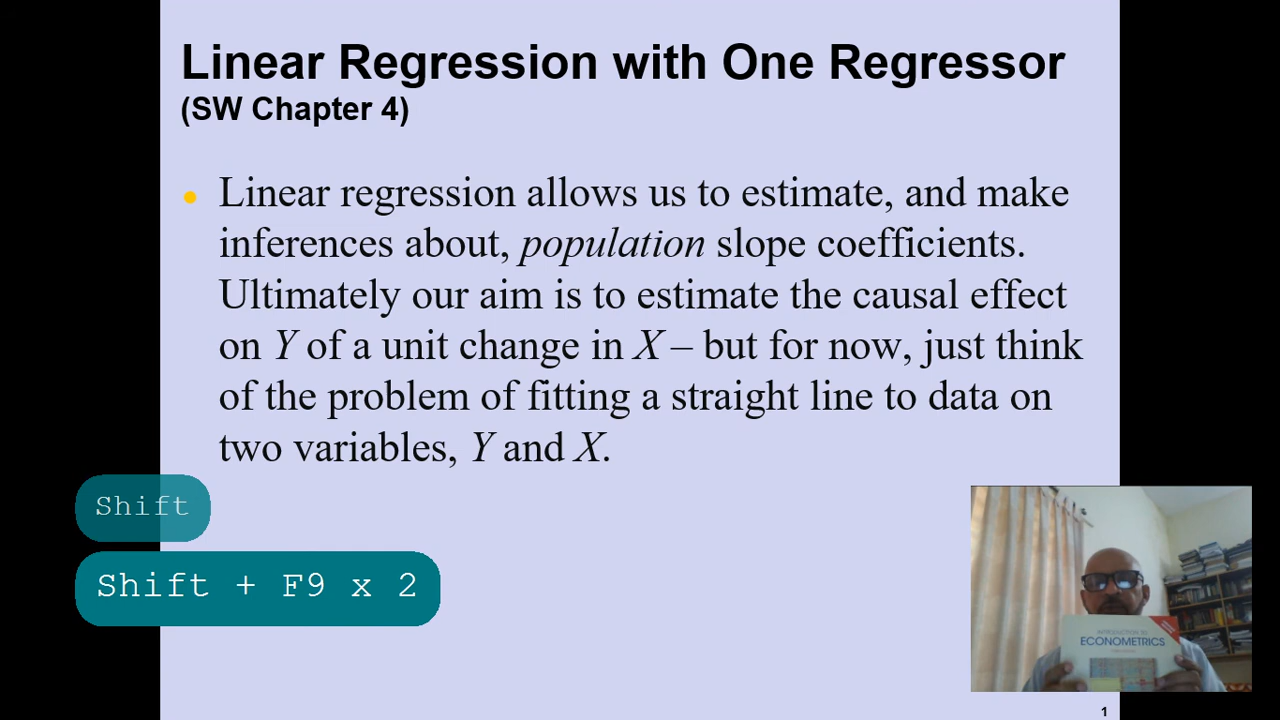 Linear Regression with One Regressor
(SW Chapter 4)
Linear regression allows us to estimate, and make
inferences about, population slope coefficients.
Ultimately our aim is to estimate the causal effect
on Y of a unit change in X – but for now, just think
of the problem of fitting a straight line to data on
two variables, Y and X.
Shift
Shift + F9 x 2
INTRODUCTION TO
ECONOMETRICS
1